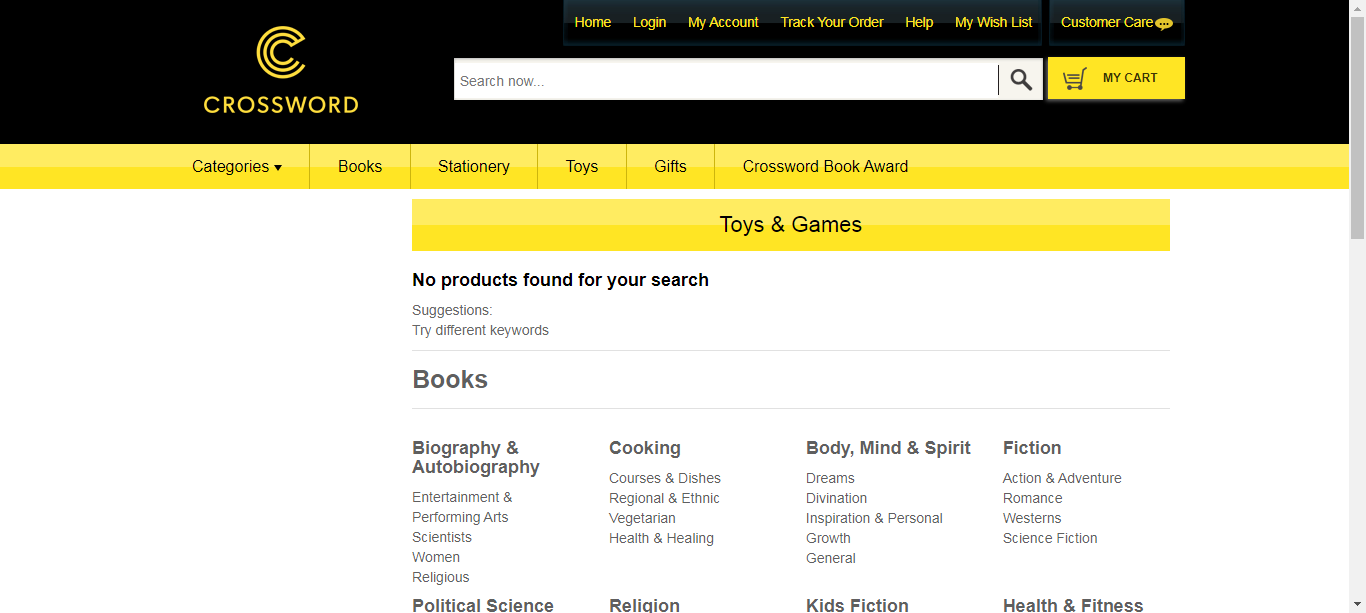 Home Login My Account Track Your Order Help My Wish List Customer Care
CROSSWORD
Search now...
MY CART
Categories Books Stationery Toys Gifts Crossword Book Award
Toys & Games
No products found for your search
Suggestions:
Try different keywords
Books
Biography &
Autobiography
Entertainment &
Performing Arts
Scientists
Women
Religious
Cooking
Courses & Dishes
Regional & Ethnic
Vegetarian
Health & Healing
Body, Mind & Spirit
Dreams
Divination
Inspiration & Personal
Growth
General
Fiction
Action & Adventure
Romance
Westerns
Science Fiction
Political Science
Religion
Kids Fiction
Health & Fitness